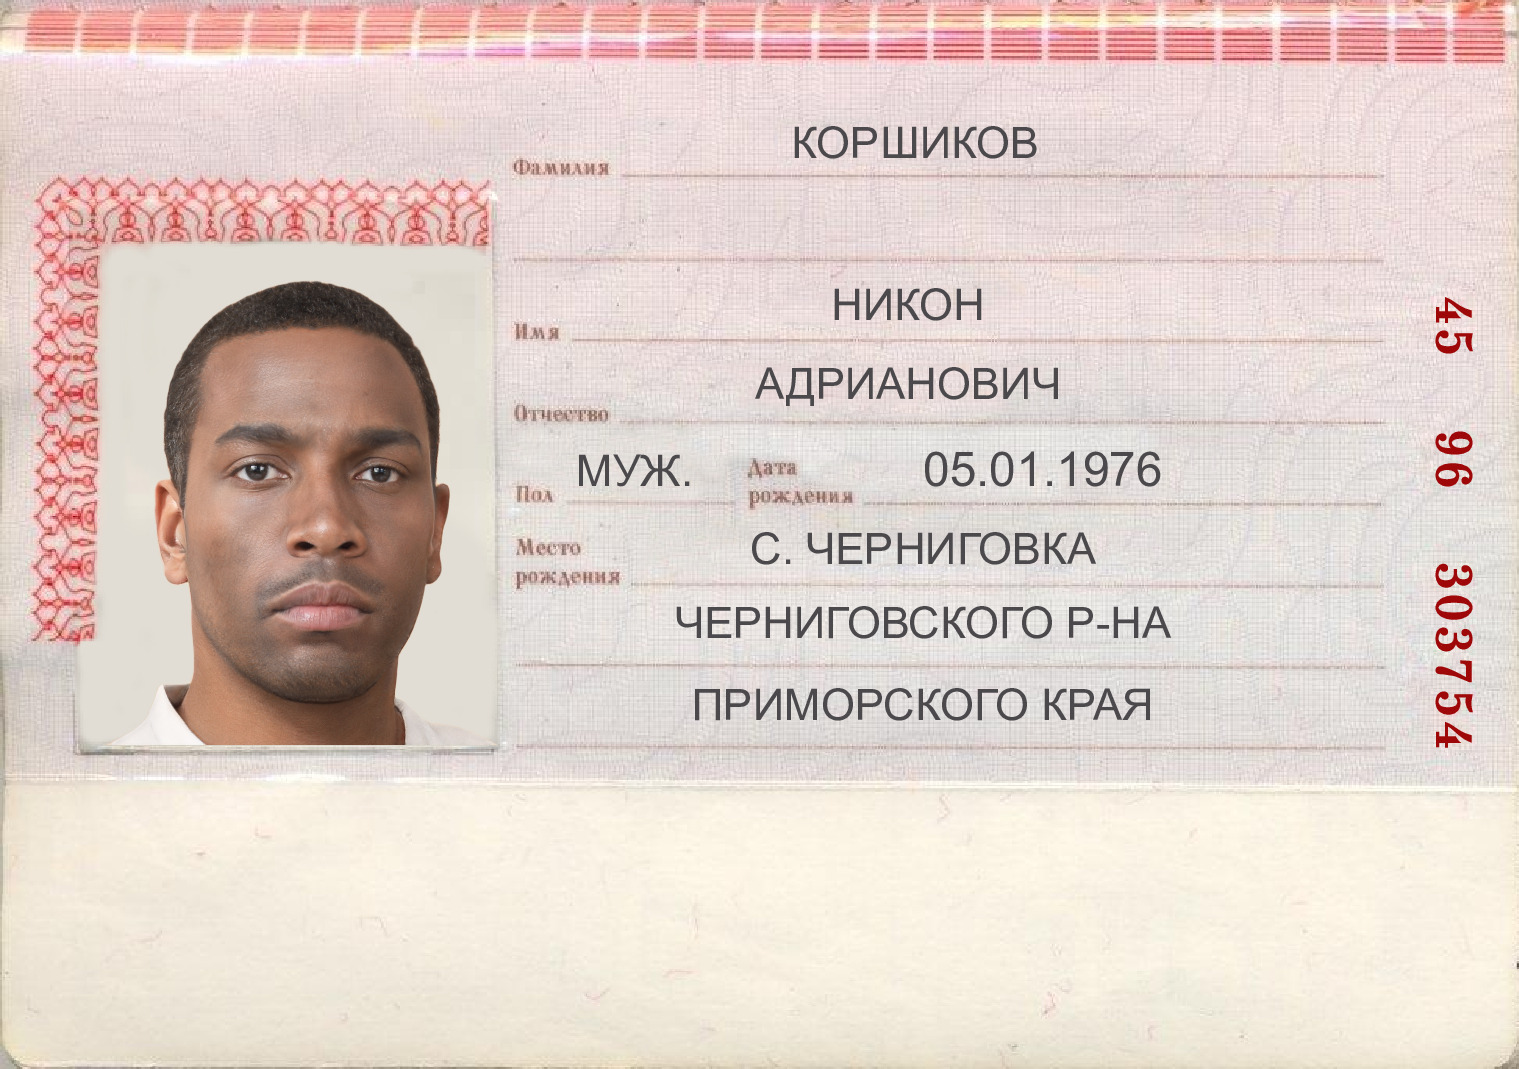 Фамилия КОРШИКОВ
Имя НИКОН
Отчество АДРИАНОВИЧ
Пол МУЖ. Дата рождения 05.01.1976
Место рождения С. ЧЕРНИГОВКА
ЧЕРНИГОВСКОГО Р-НА
ПРИМОРСКОГО КРАЯ
45 96 303754